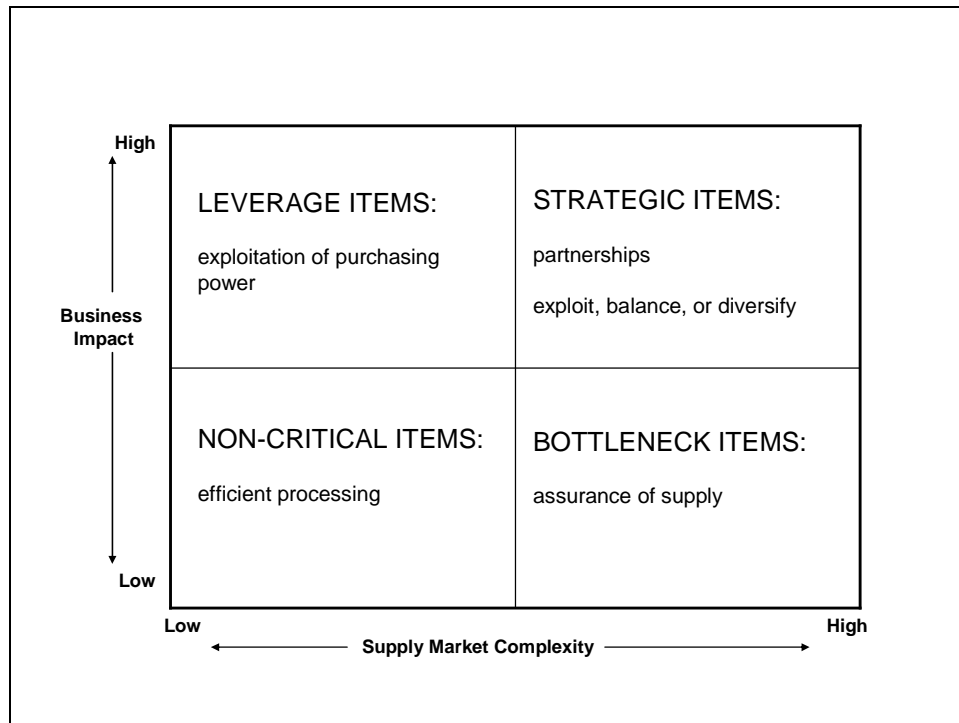 High
LEVERAGE ITEMS:
exploitation of purchasing
power
STRATEGIC ITEMS:
partnerships
exploit, balance, or diversify
Business
Impact
NON-CRITICAL ITEMS:
efficient processing
BOTTLENECK ITEMS:
assurance of supply
Low
Low
High
Supply Market Complexity